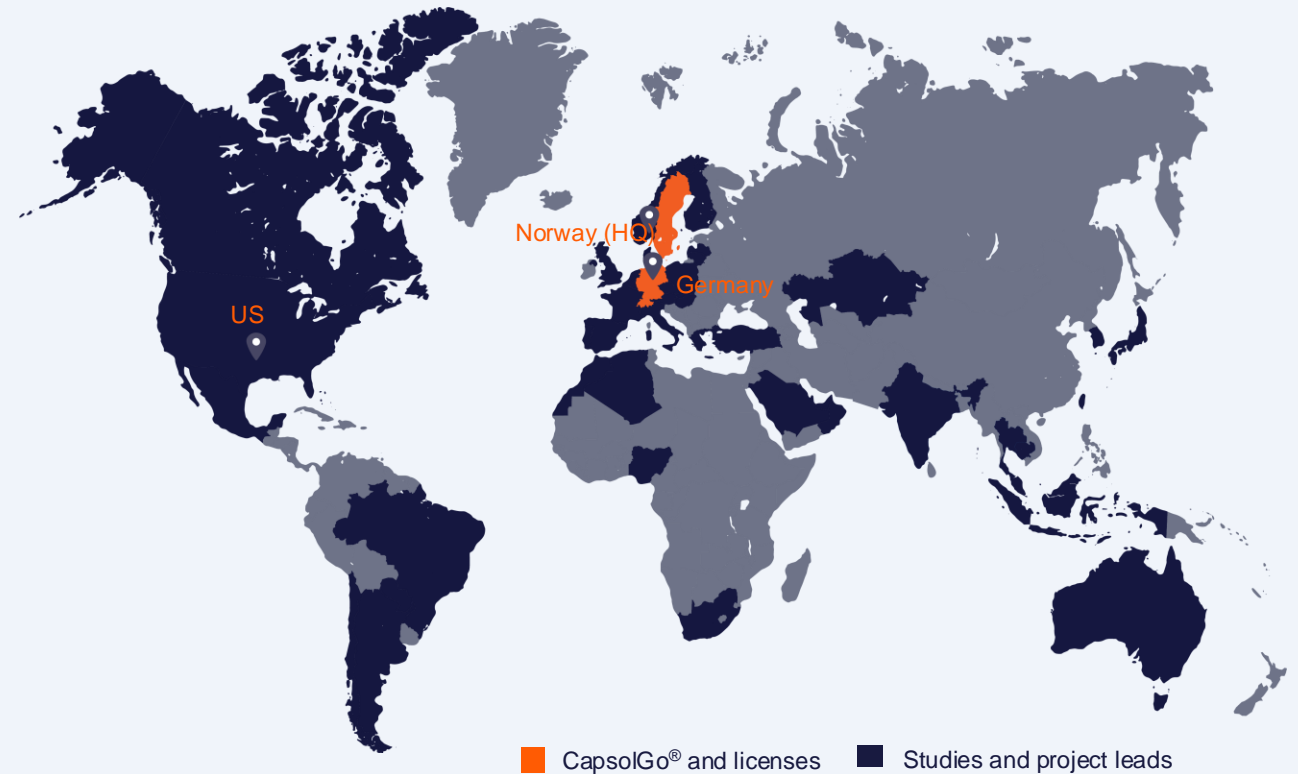 Norway (HQ)
Germany
US
CapsolGo® and licenses
Studies and project leads